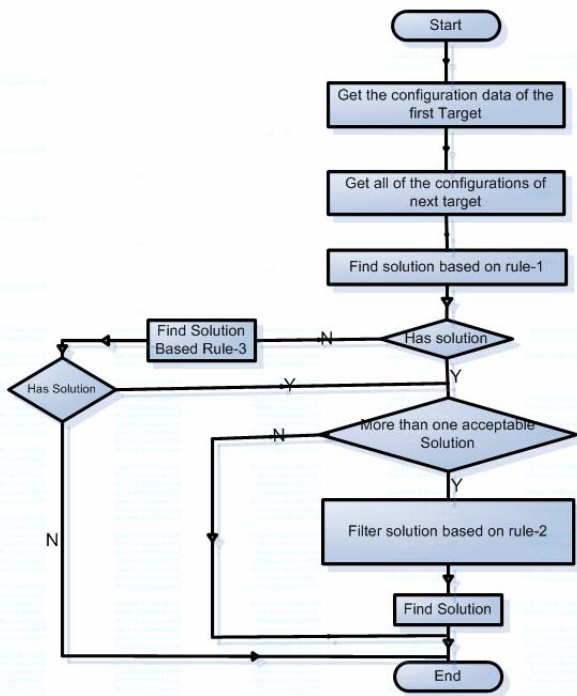 Start
Get the configuration data of the
first Target
Get all of the configurations of
next target
Find solution based on rule-1
Has solution
N
Find Solution
Based Rule-3
Has Solution
Y
Y
More than one acceptable
Solution
N
Y
Filter solution based on rule-2
N
Find Solution
End